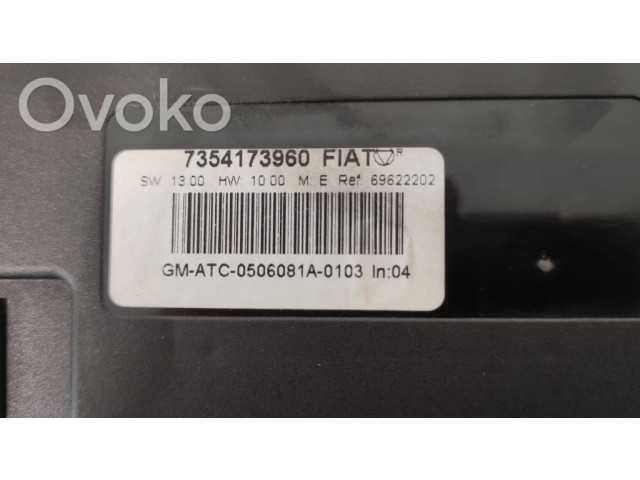 Ovoko
7354173960 FIAT R
SW 13.00 HW 10.00 M. E Ref 69622202
GM-ATC-0506081A-0103 In:04